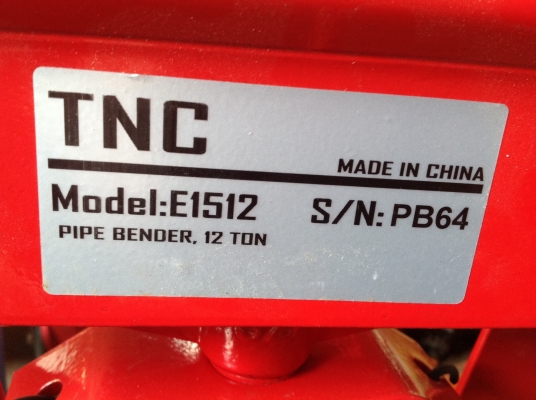 TNC
MADE IN CHINA
Model:E1512 S/N: PB64
PIPE BENDER, 12 TON